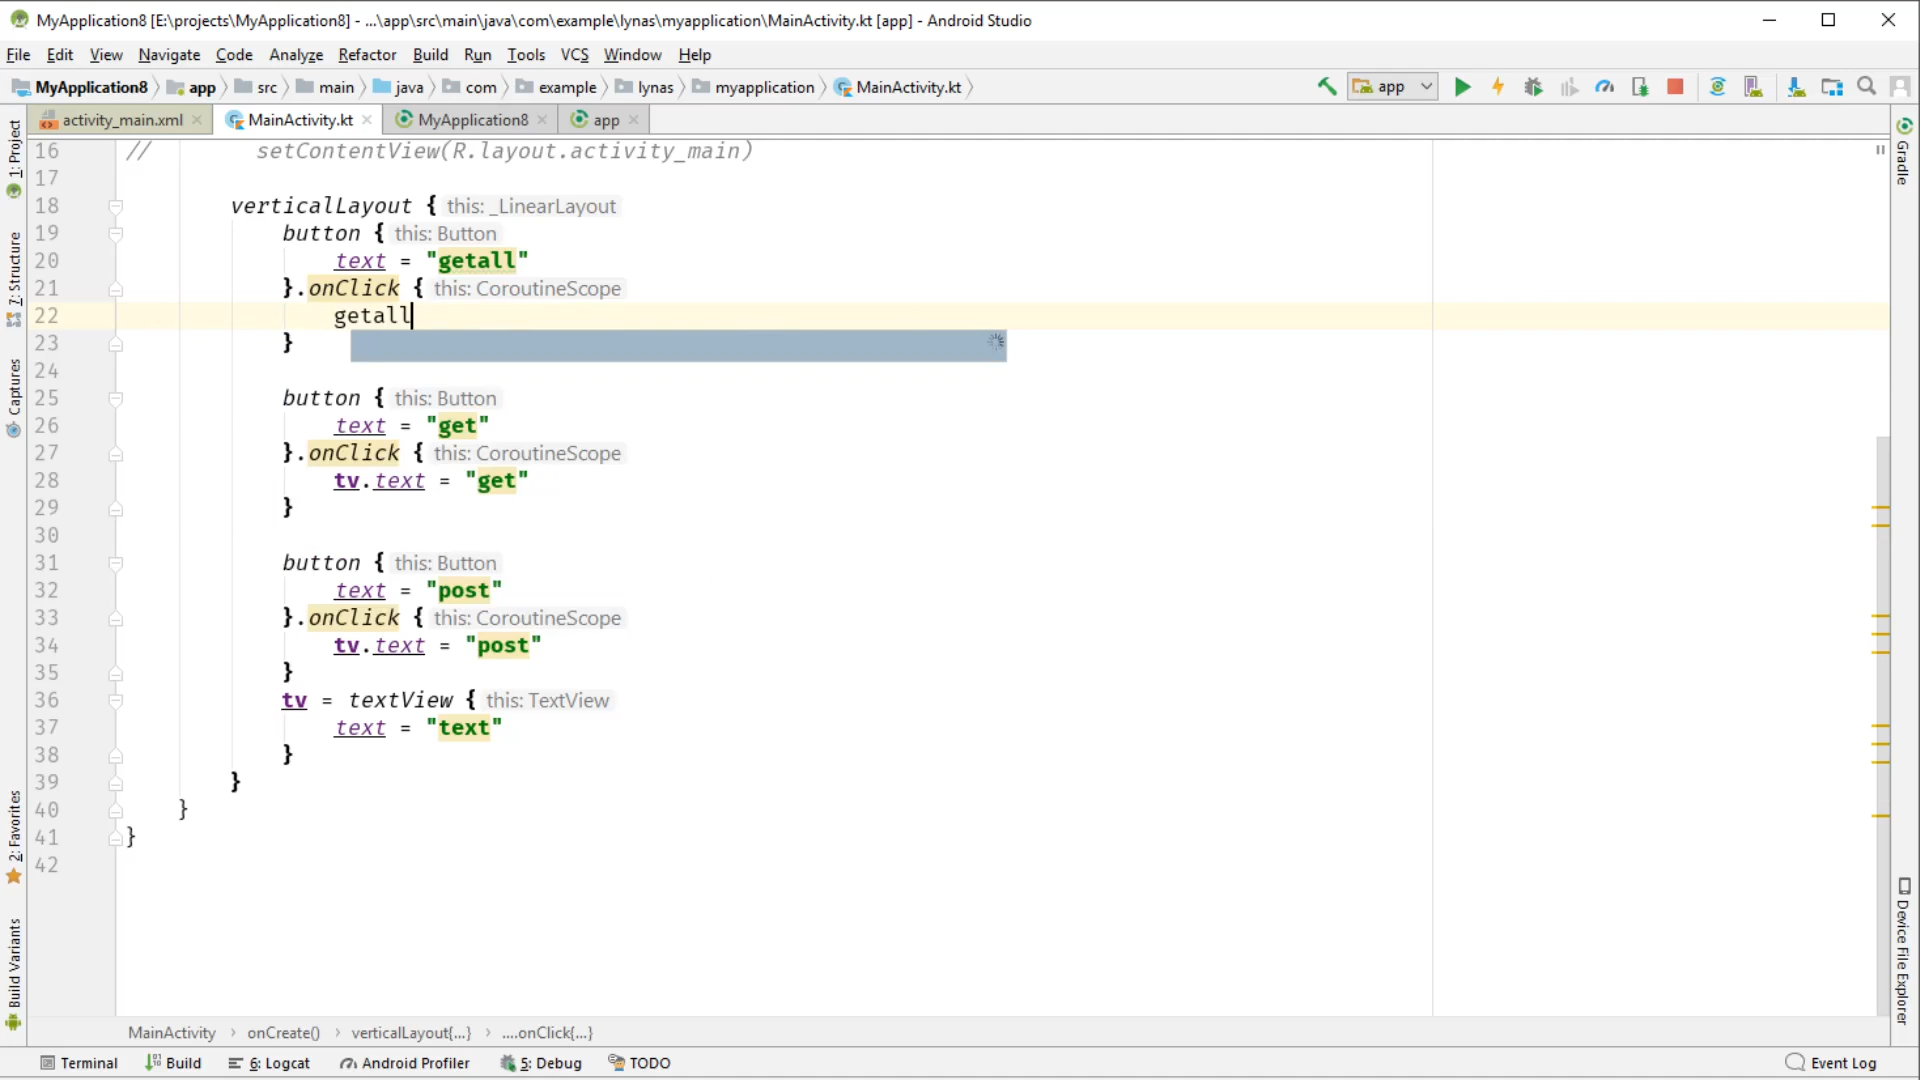 MyApplication8 [E:\projects\MyApplication8] - ...\app\src\main\java\com\example\lynas\myapplication\MainActivity.kt [app] - Android Studio
File Edit View Navigate Code Analyze Refactor Build Run Tools VCS Window Help
MyApplication8 app src main java com example lynas myapplication MainActivity.kt app
activity_main.xml MainActivity.kt MyApplication8 app
1: Project
7: Structure
Captures
2: Favorites
Build Variants
16 // setContentView(R.layout.activity_main)
17
18 verticalLayout { this: _LinearLayout
19 button { this: Button
20 text = "getall"
21 }.onClick { this: CoroutineScope
22 getall
23 }
24
25 button { this: Button
26 text = "get"
27 }.onClick { this: CoroutineScope
28 tv.text = "get"
29 }
30
31 button { this: Button
32 text = "post"
33 }.onClick { this: CoroutineScope
34 tv.text = "post"
35 }
36 tv = textView { this: TextView
37 text = "text"
38 }
39 }
40 }
41 }
42
Gradle
Device File Explorer
MainActivity › onCreate() › verticalLayout{...} › ....onClick{...}
Terminal Build 6: Logcat Android Profiler 5: Debug TODO Event Log